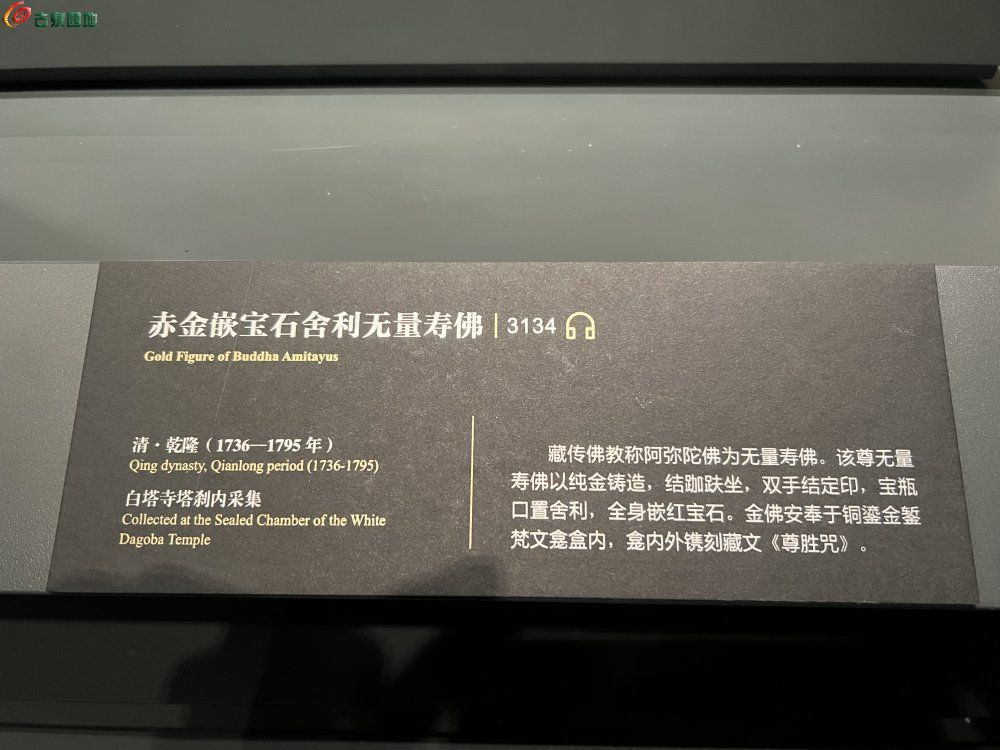 古泉园地
赤金嵌宝石舍利无量寿佛 | 3134
Gold Figure of Buddha Amitayus
清·乾隆（1736—1795 年）
Qing dynasty, Qianlong period (1736-1795)
白塔寺塔刹内采集
Collected at the Sealed Chamber of the White
Dagoba Temple
藏传佛教称阿弥陀佛为无量寿佛。该尊无量
寿佛以纯金铸造，结跏趺坐，双手结定印，宝瓶
口置舍利，全身嵌红宝石。金佛安奉于铜鎏金錾
梵文龛盒内，龛内外镌刻藏文《尊胜咒》。